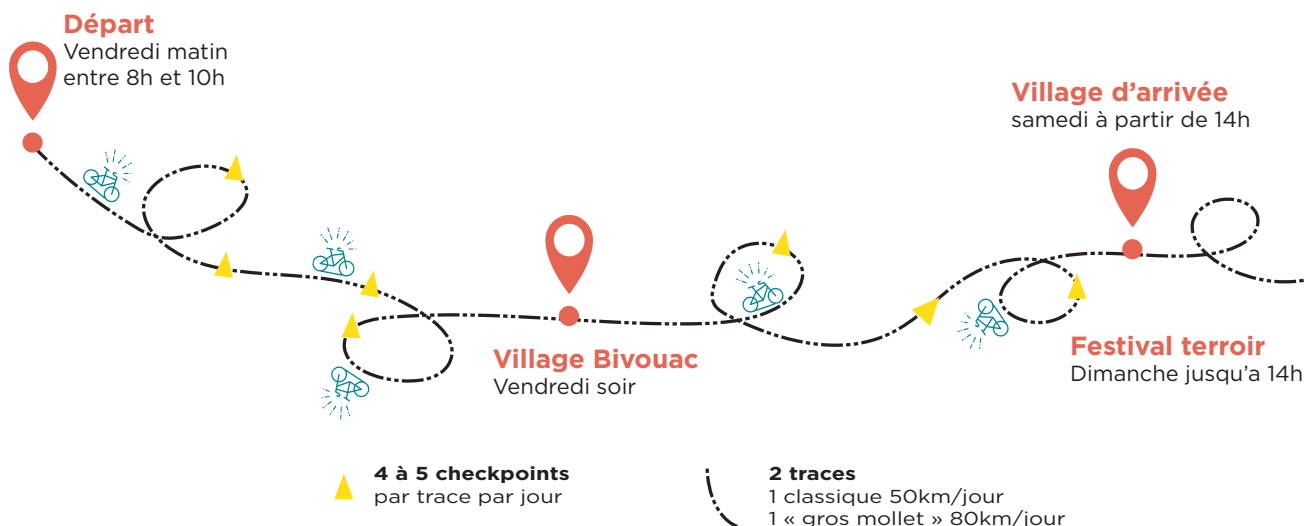 Départ
Vendredi matin
entre 8h et 10h
Village d'arrivée
samedi à partir de 14h
Village Bivouac
Vendredi soir
Festival terroir
Dimanche jusqu'a 14h
4 à 5 checkpoints
par trace par jour
2 traces
1 classique 50km/jour
1 « gros mollet » 80km/jour